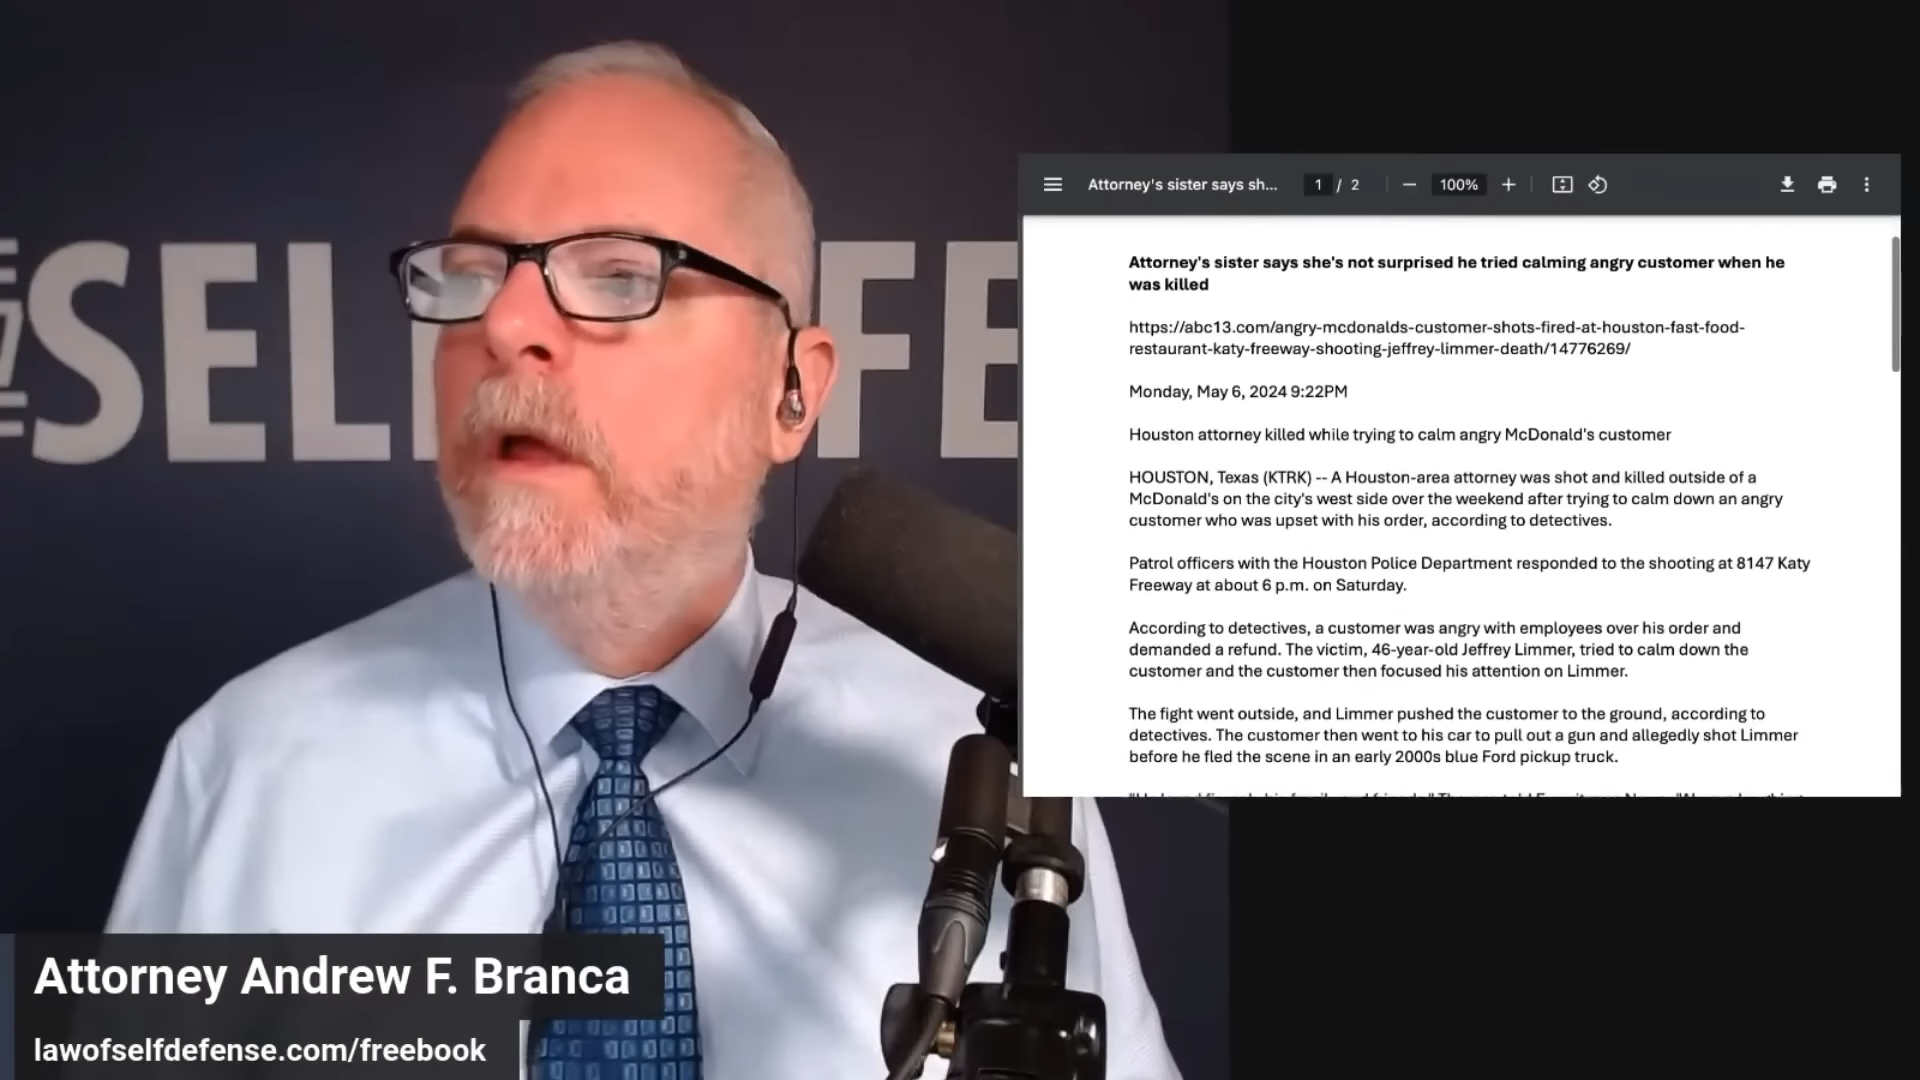 SELF
FE
Attorney's sister says sh...
1 / 2
100%
Attorney's sister says she's not surprised he tried calming angry customer when he
was killed
https://abc13.com/angry-mcdonalds-customer-shots-fired-at-houston-fast-food-
restaurant-katy-freeway-shooting-jeffrey-limmer-death/14776269/
Monday, May 6, 2024 9:22PM
Houston attorney killed while trying to calm angry McDonald's customer
HOUSTON, Texas (KTRK) -- A Houston-area attorney was shot and killed outside of a
McDonald's on the city's west side over the weekend after trying to calm down an angry
customer who was upset with his order, according to detectives.
Patrol officers with the Houston Police Department responded to the shooting at 8147 Katy
Freeway at about 6 p.m. on Saturday.
According to detectives, a customer was angry with employees over his order and
demanded a refund. The victim, 46-year-old Jeffrey Limmer, tried to calm down the
customer and the customer then focused his attention on Limmer.
The fight went outside, and Limmer pushed the customer to the ground, according to
detectives. The customer then went to his car to pull out a gun and allegedly shot Limmer
before he fled the scene in an early 2000s blue Ford pickup truck.
Attorney Andrew F. Branca
lawofselfdefense.com/freebook